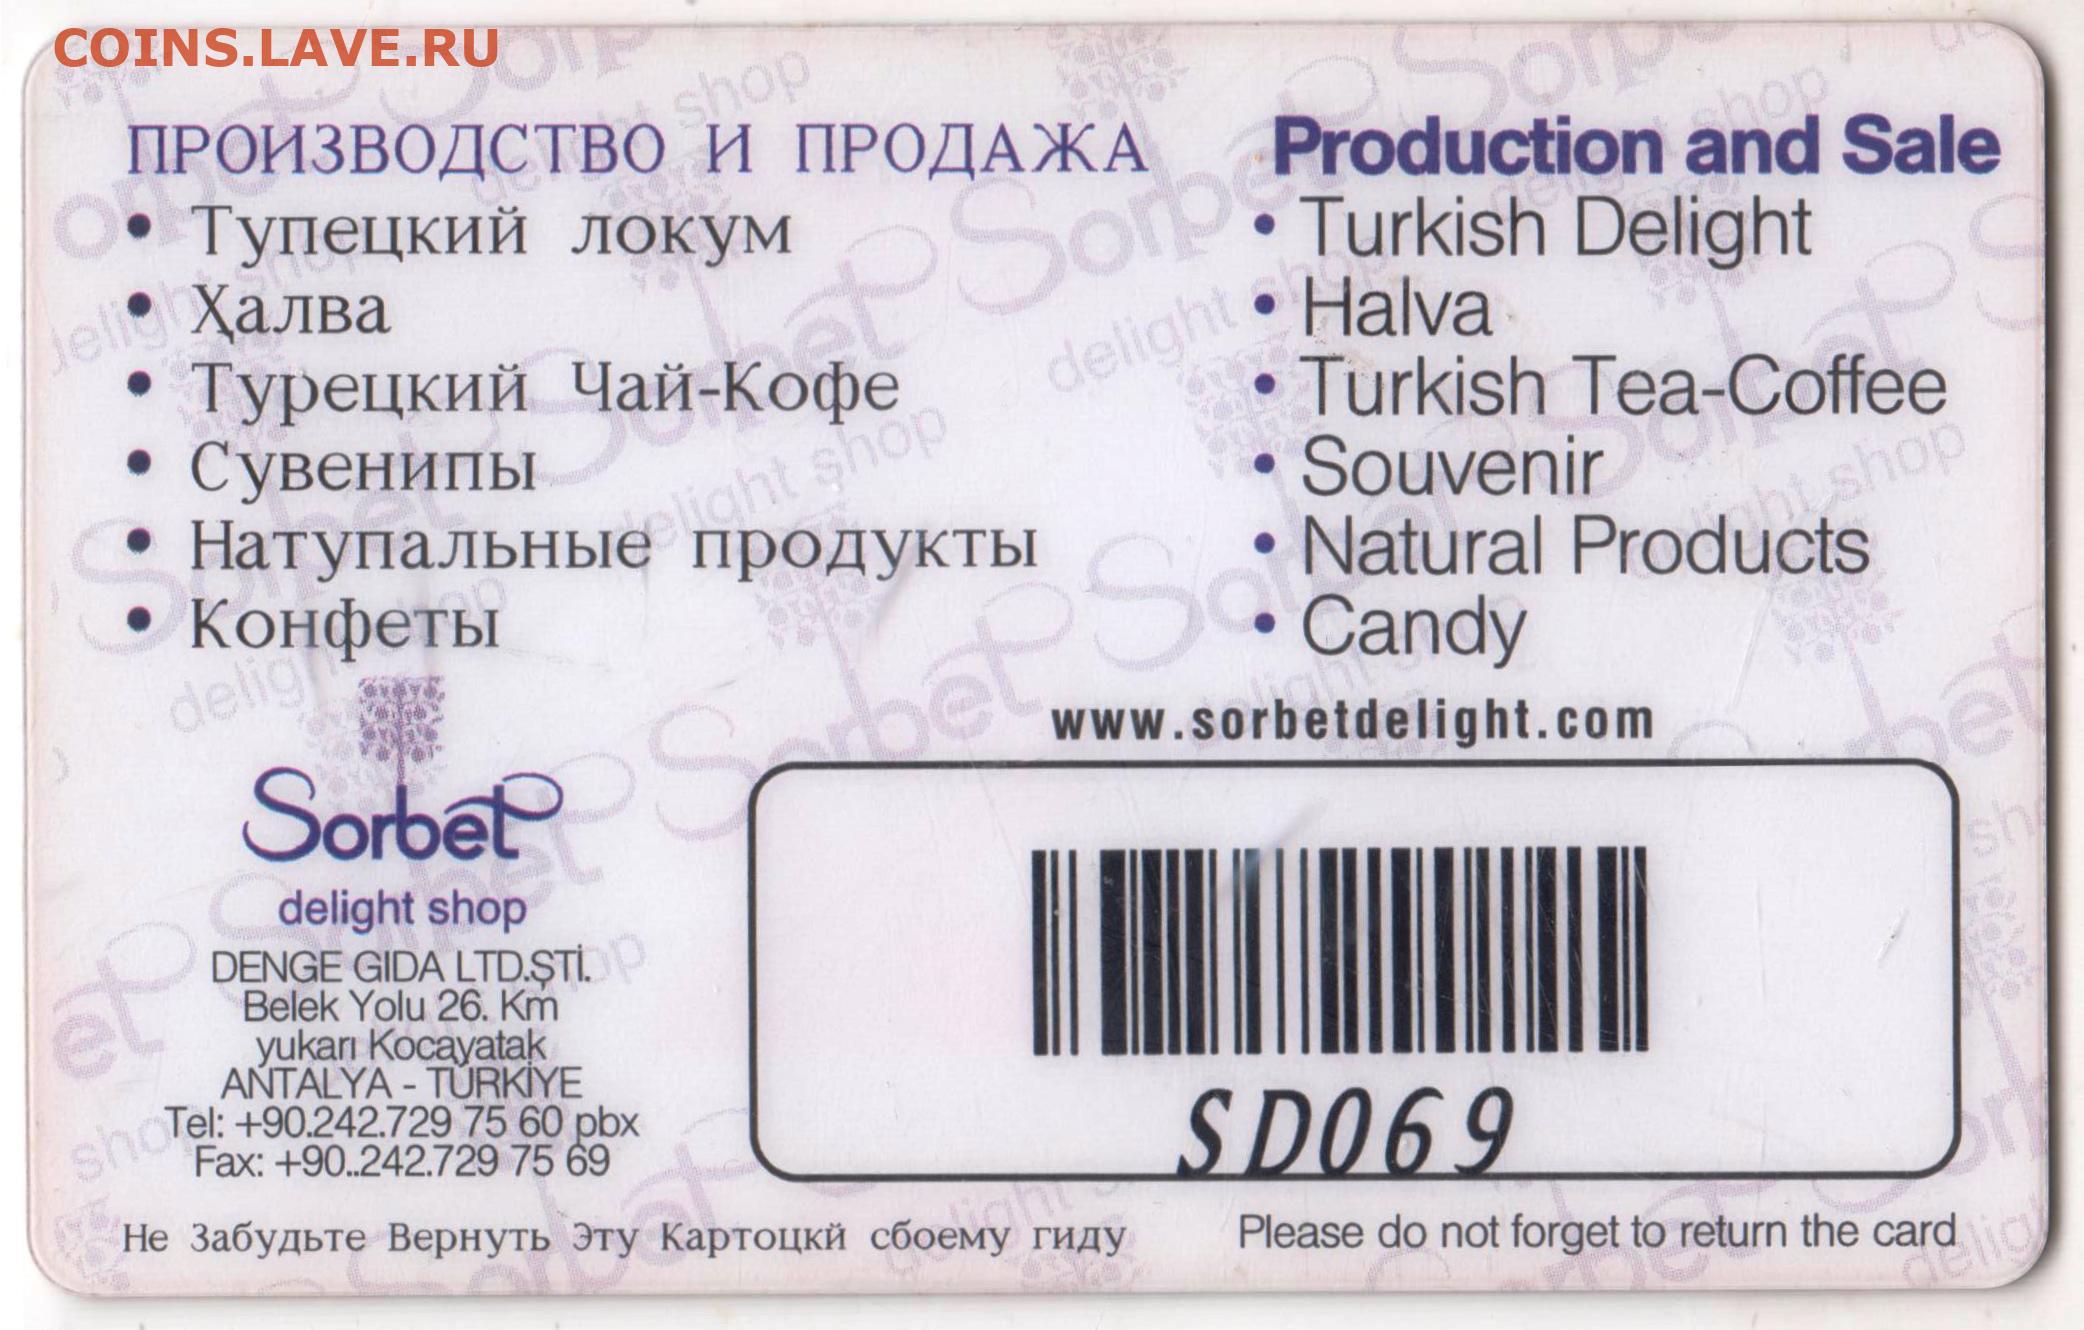 COINS.LAVE.RU
ПРОИЗВОДСТВО И ПРОДАЖА
• Тупецкий локум
• Ҳалва
• Турецкий Чай-Кофе
• Сувенипы
• Натупальные продукты
• Конфеты
Production and Sale
• Turkish Delight
• Halva
• Turkish Tea-Coffee
• Souvenir
• Natural Products
• Candy
www.sorbetdelight.com
Sorbet
delight shop
DENGE GIDA LTD.ŞTİ.
Belek Yolu 26. Km
yukarı Kocayatak
ANTALYA - TÜRKİYE
Tel: +90.242.729 75 60 pbx
Fax: +90..242.729 75 69
SD069
Не Забудьте Вернуть Эту Картоцкй сбоему гиду
Please do not forget to return the card